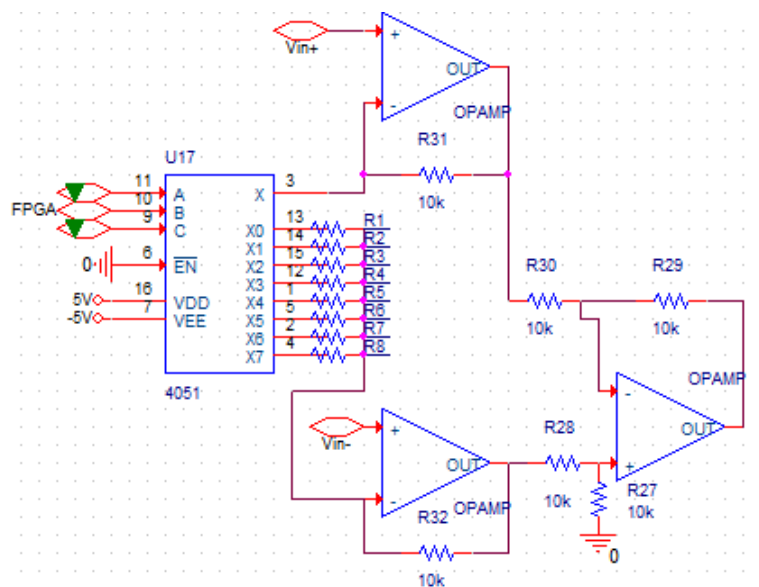 Vin+
+
OUT
-
OPAMP
R31
10k
U17
11
10
9
FPGA
A
B
C
X
3
6
0
EN
16
5V
7
-5V
VDD
VEE
X0
13
R1
X1
14
R2
X2
15
R3
X3
12
R4
X4
1
R5
X5
5
R6
X6
2
R7
X7
4
R8
4051
R30
10k
R29
10k
OPAMP
-
OUT
+
Vin-
+
OUT
-
OPAMP
R28
10k
R27
10k
0
R32
10k